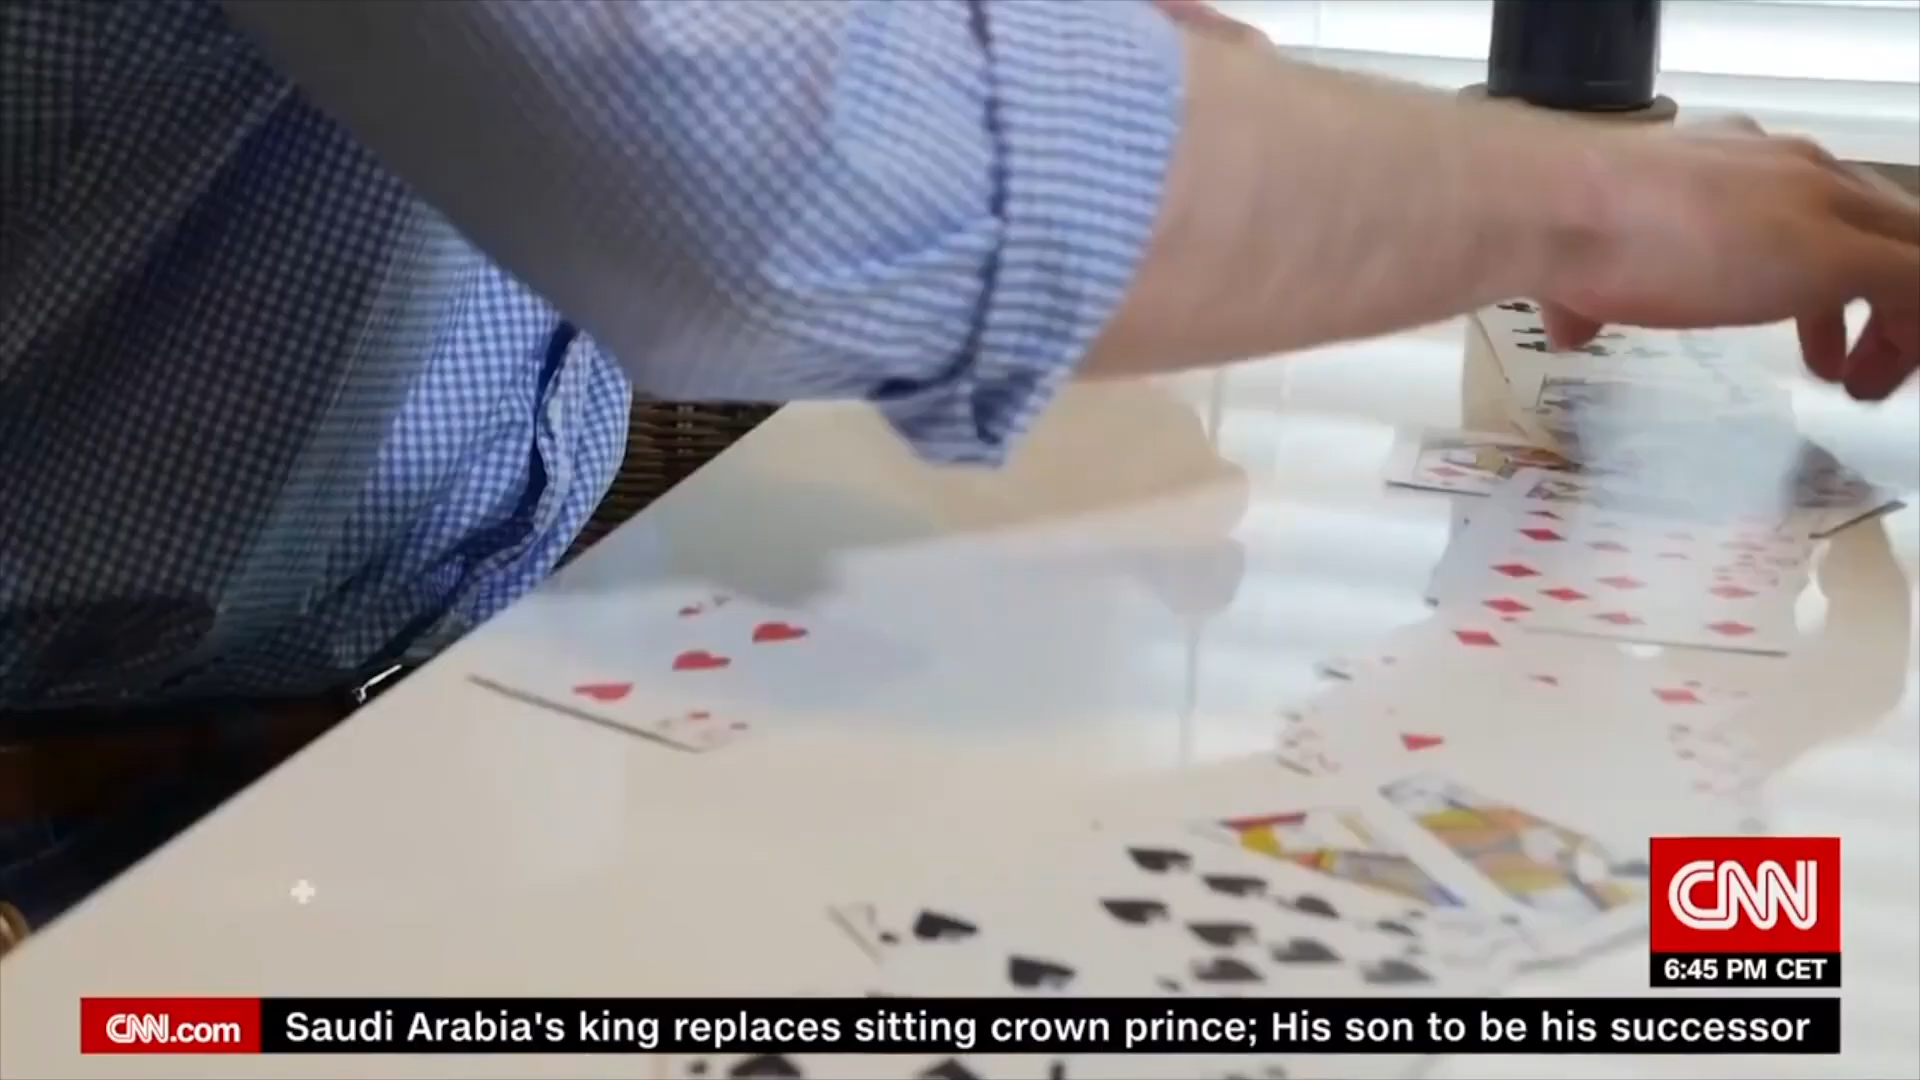 CNN
6:45 PM CET
CNN.com Saudi Arabia's king replaces sitting crown prince; His son to be his successor